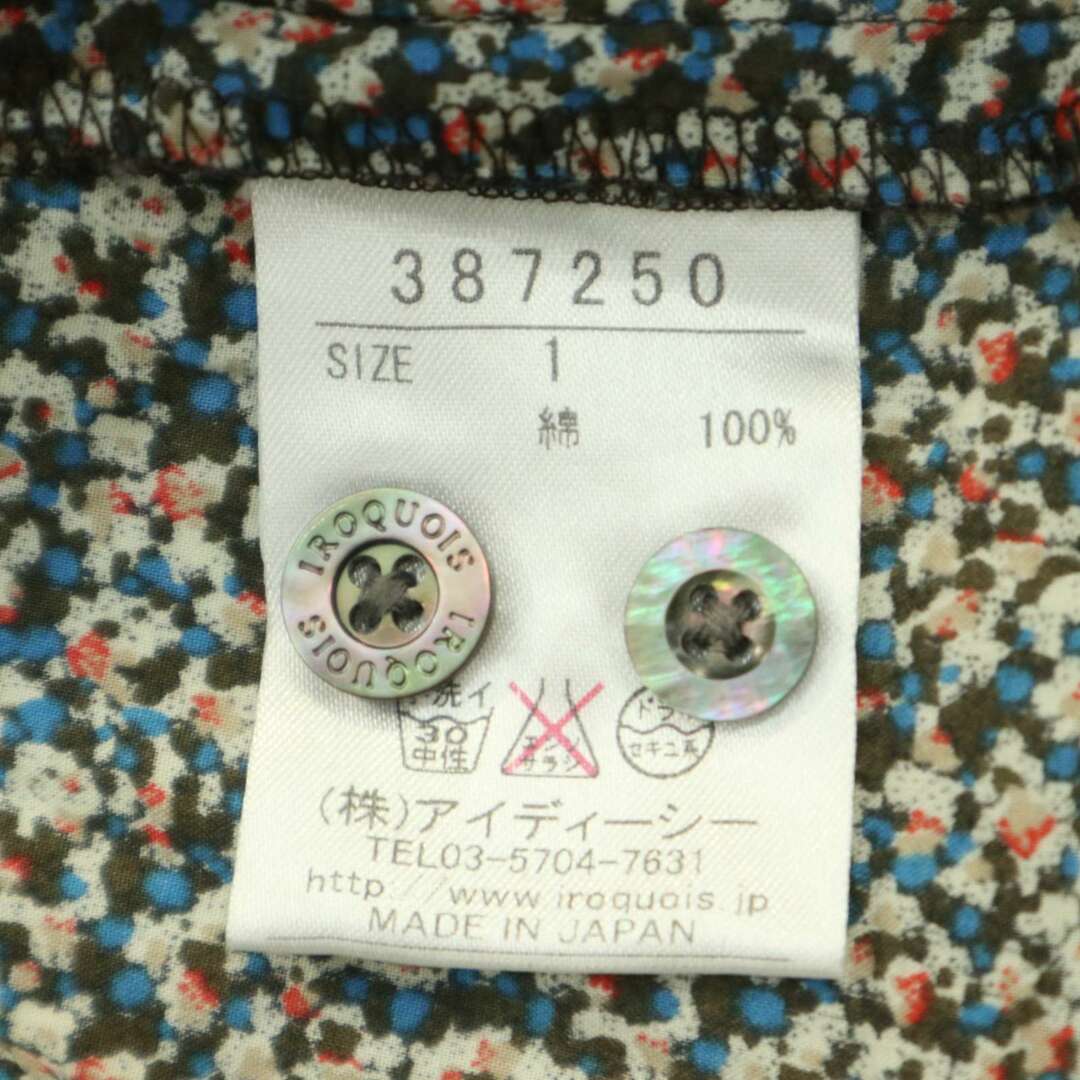 387250
SIZE 1
綿 100%
IROQUOIS IROQUOIS
洗イ
30
中性
エンソ
サラシ
ドライ
セキユ系
(株)アイディーシー
TEL03-5704-7631
http://www.iroquois.jp
MADE IN JAPAN